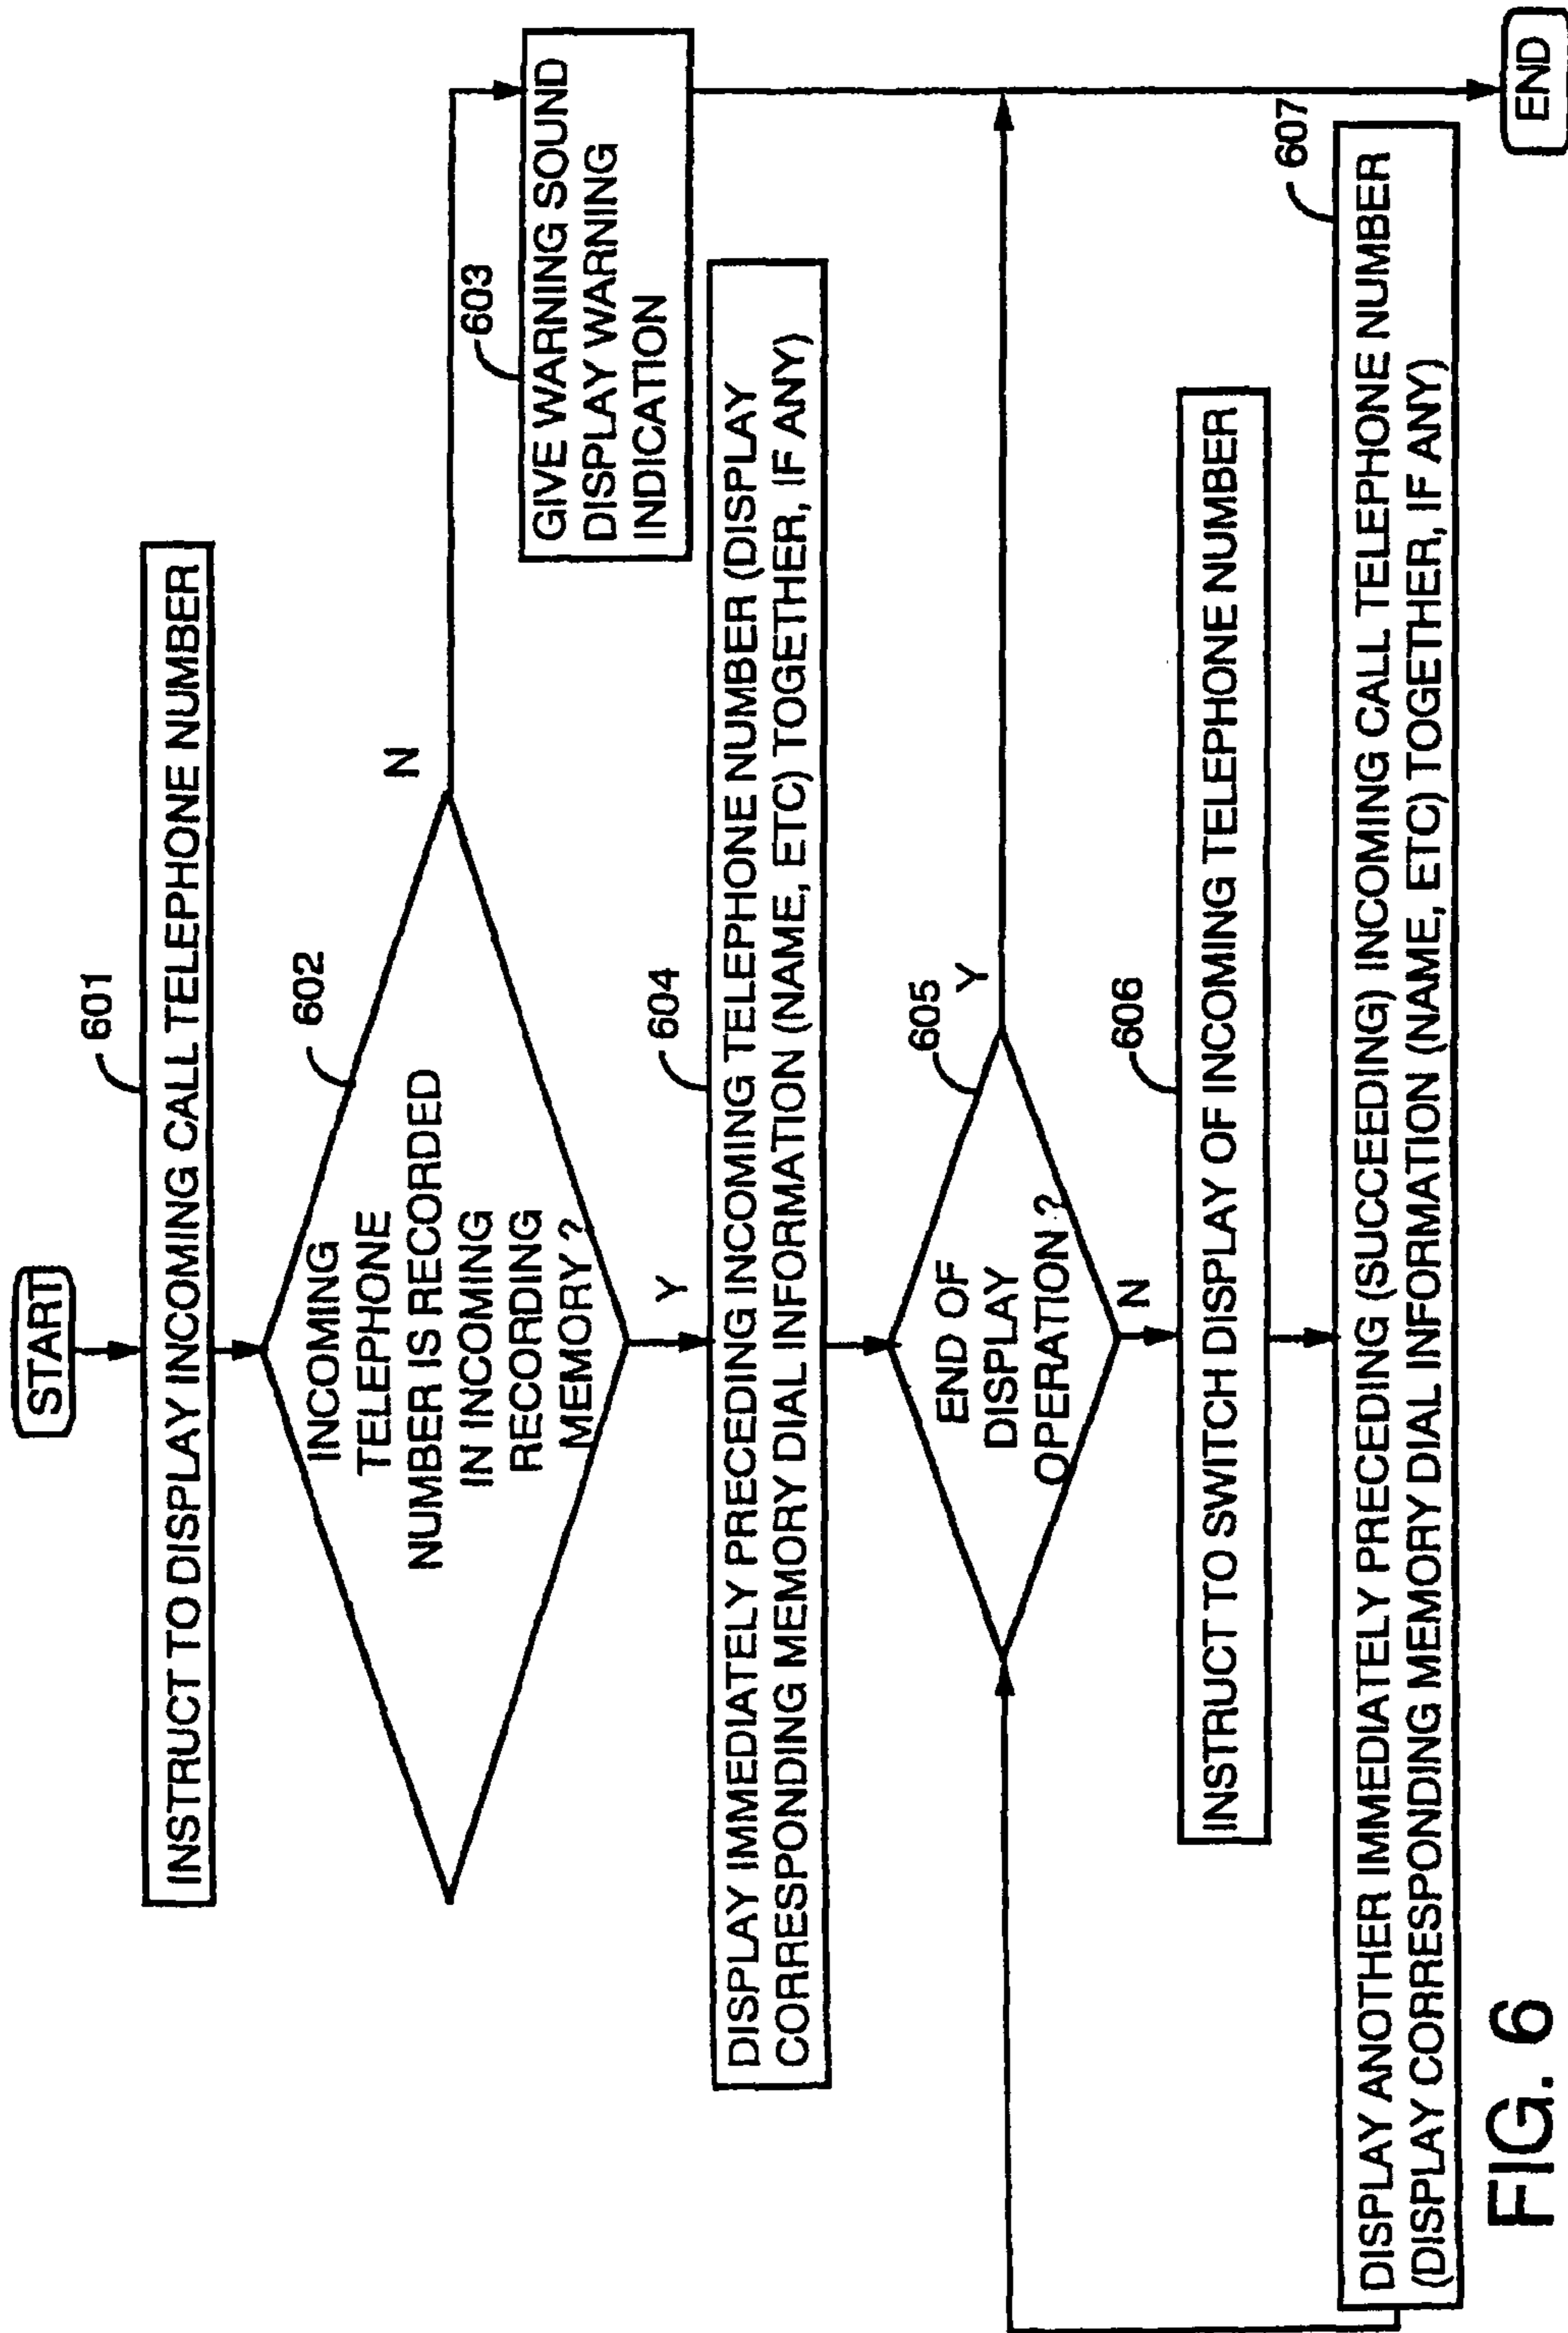 START
601
INSTRUCT TO DISPLAY INCOMING CALL TELEPHONE NUMBER
602
INCOMING
TELEPHONE
NUMBER IS RECORDED
IN INCOMING
RECORDING
MEMORY ?
N
Y
603
GIVE WARNING SOUND
DISPLAY WARNING
INDICATION
604
DISPLAY IMMEDIATELY PRECEDING INCOMING TELEPHONE NUMBER (DISPLAY
CORRESPONDING MEMORY DIAL INFORMATION (NAME, ETC) TOGETHER, IF ANY)
605
END OF
DISPLAY
OPERATION ?
Y
N
606
INSTRUCT TO SWITCH DISPLAY OF INCOMING TELEPHONE NUMBER
607
DISPLAY ANOTHER IMMEDIATELY PRECEDING (SUCCEEDING) INCOMING CALL TELEPHONE NUMBER
(DISPLAY CORRESPONDING MEMORY DIAL INFORMATION (NAME, ETC) TOGETHER, IF ANY)
END
FIG. 6